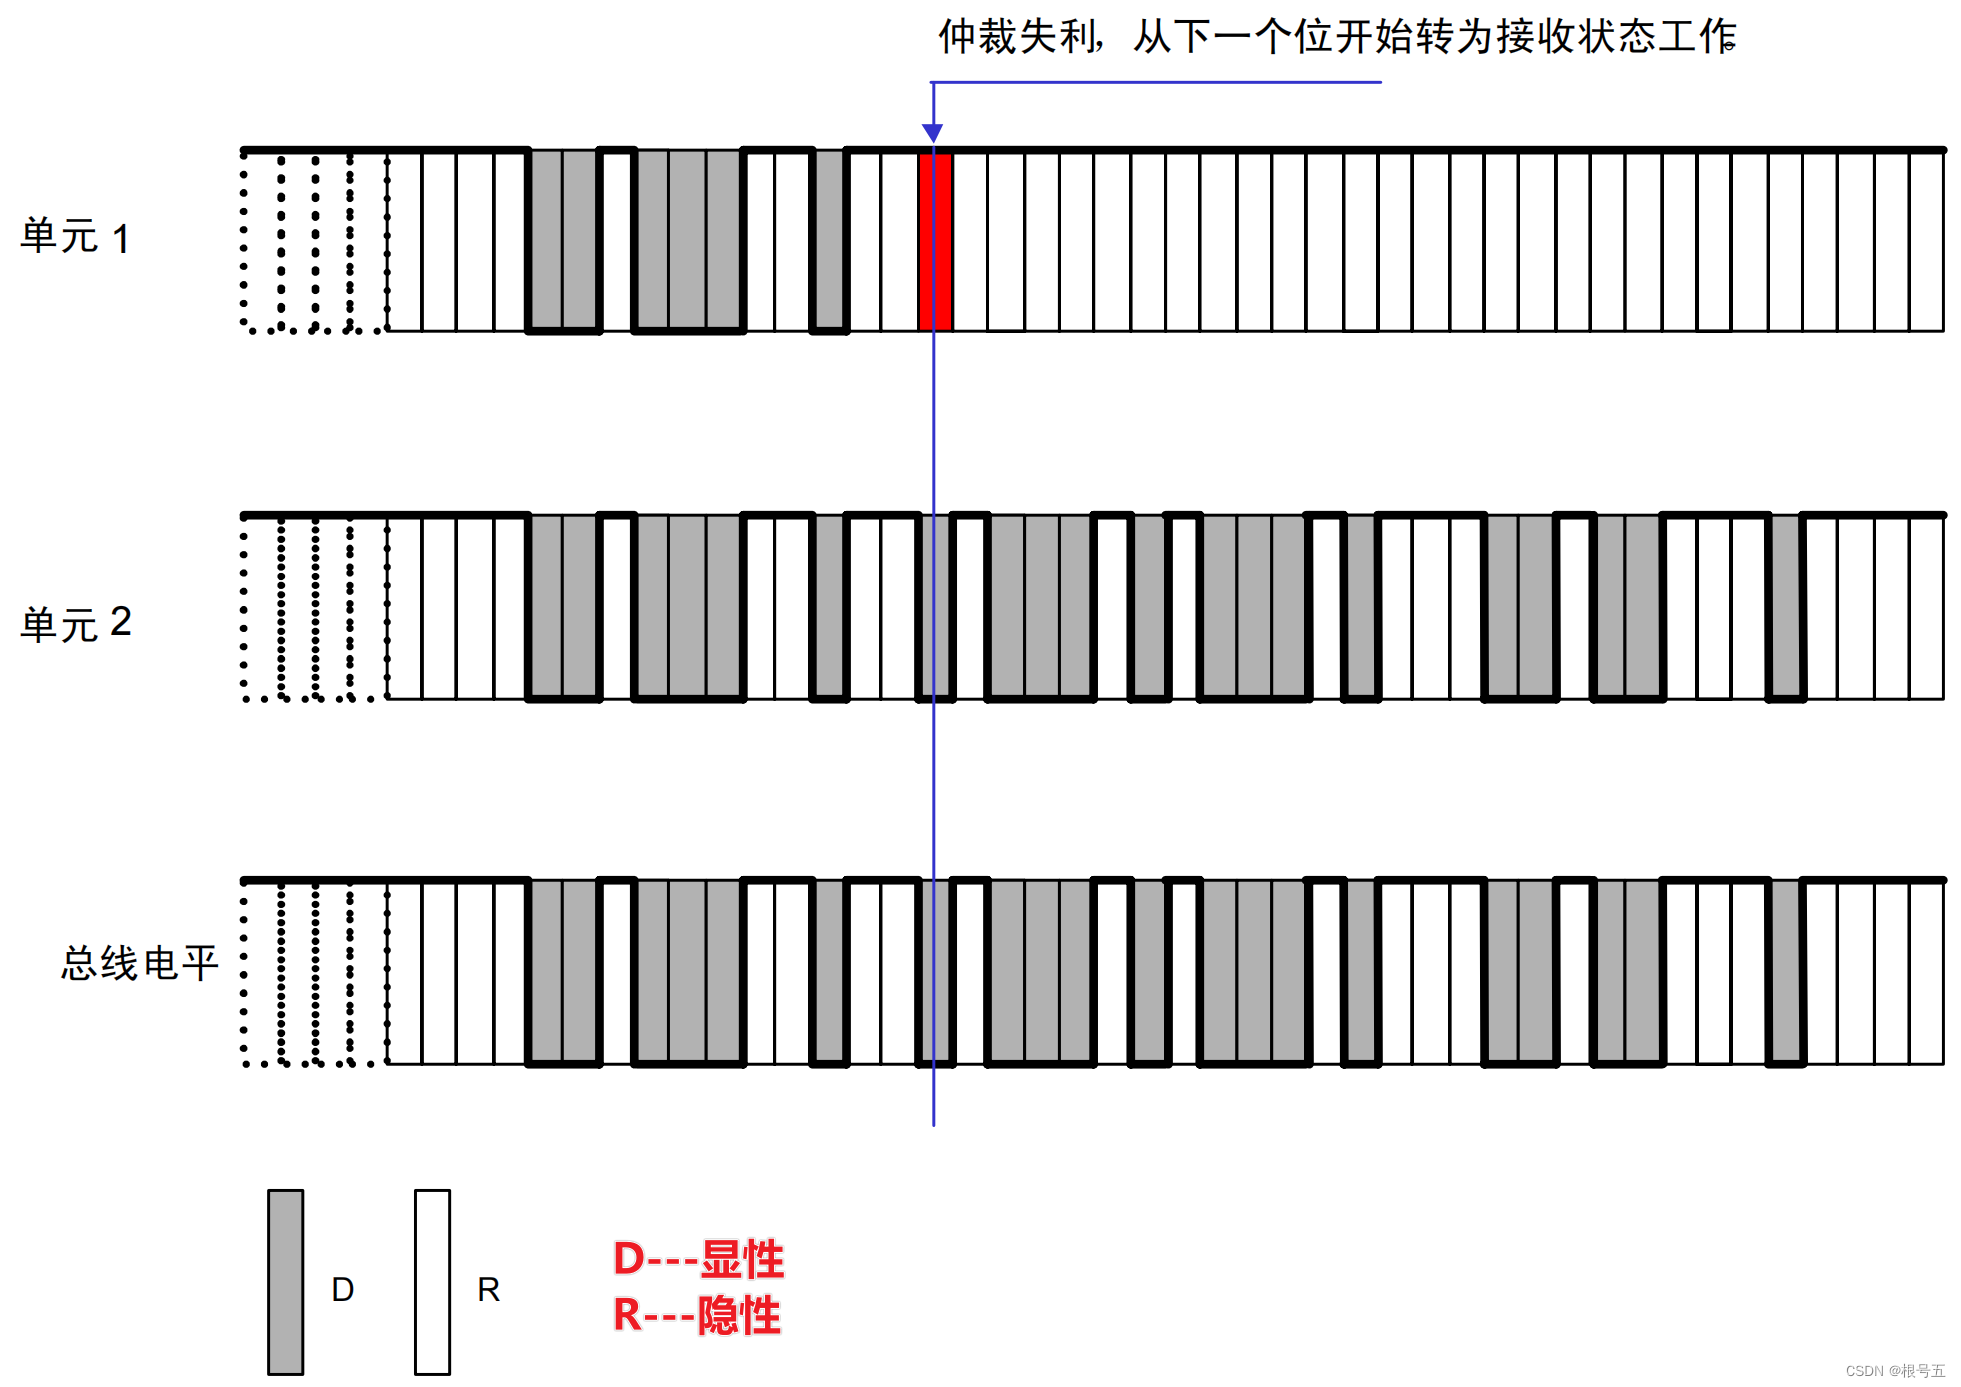 仲裁失利，从下一个位开始转为接收状态工作。
单元 1
单元 2
总线电平
D
R
D---显性
R---隐性
CSDN @根号五